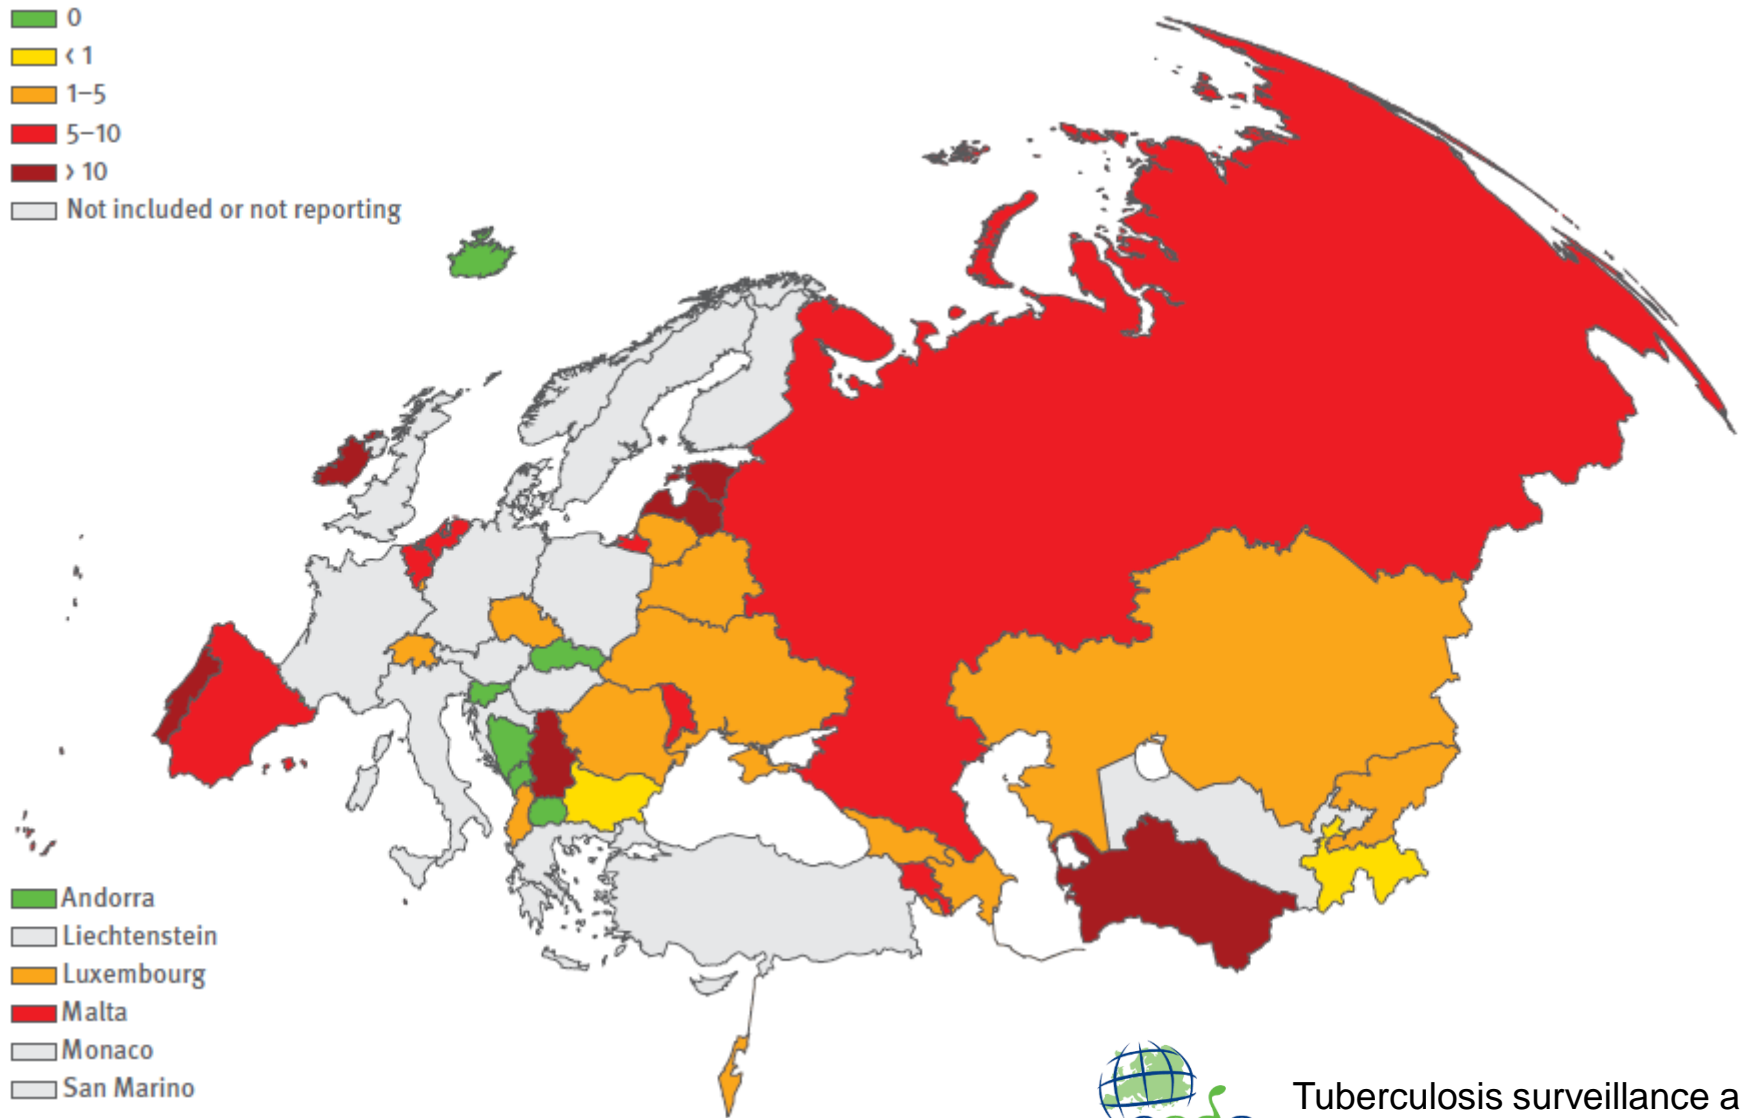 0
< 1
1–5
5–10
> 10
Not included or not reporting
Andorra
Liechtenstein
Luxembourg
Malta
Monaco
San Marino
Tuberculosis surveillance a